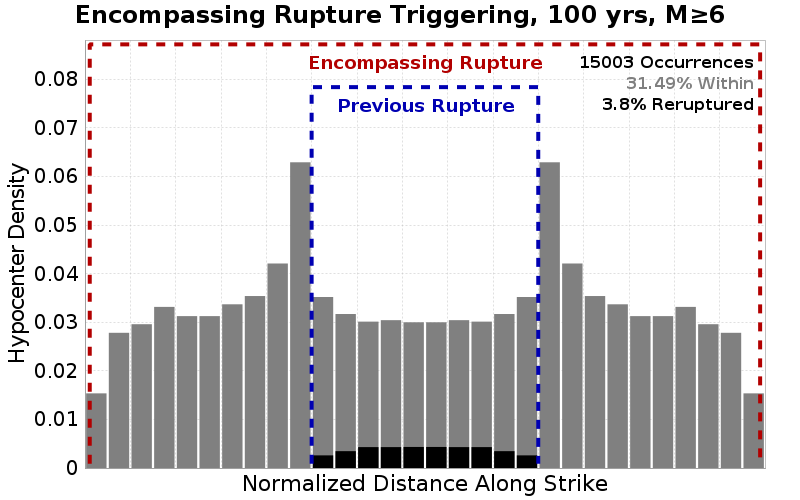 Encompassing Rupture Triggering, 100 yrs, M≥6
Encompassing Rupture
15003 Occurrences
31.49% Within
3.8% Reruptured
Previous Rupture
Hypocenter Density
0.08
0.07
0.06
0.05
0.04
0.03
0.02
0.01
0
Normalized Distance Along Strike